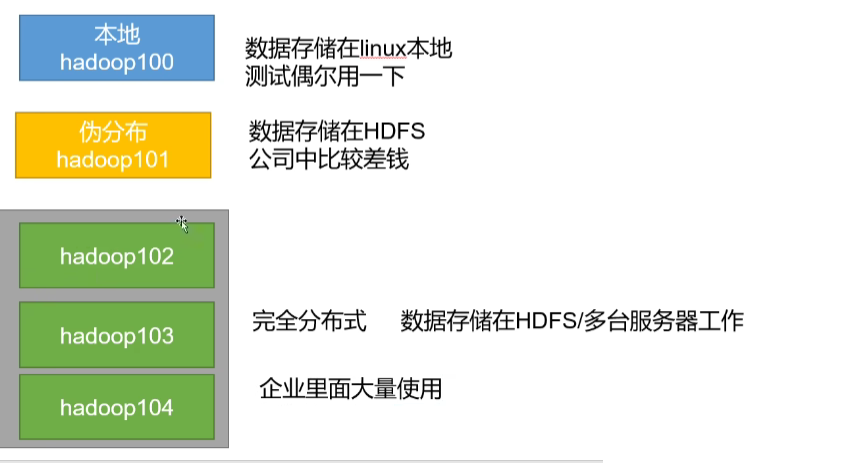 本地
hadoop100
数据存储在linux本地
测试偶尔用一下
伪分布
hadoop101
数据存储在HDFS
公司中比较差钱
hadoop102
hadoop103
完全分布式 数据存储在HDFS/多台服务器工作
企业里面大量使用
hadoop104